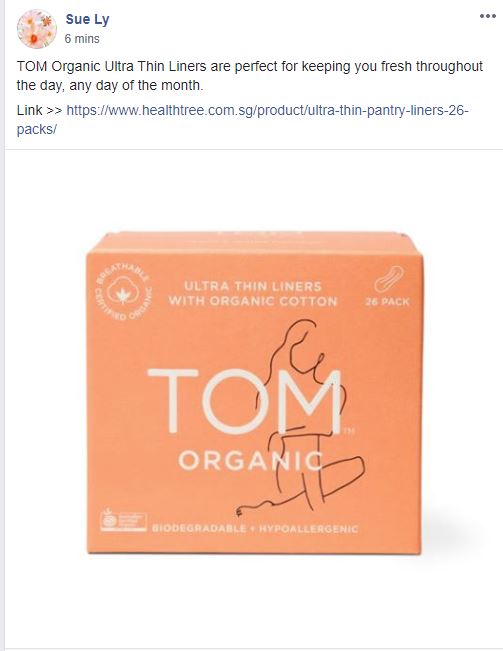 Sue Ly
6 mins
TOM Organic Ultra Thin Liners are perfect for keeping you fresh throughout
the day, any day of the month.
Link >> https://www.healthtree.com.sg/product/ultra-thin-pantry-liners-26-
packs/
BREATHABLE
CERTIFIED ORGANIC
ULTRA THIN LINERS
WITH ORGANIC COTTON
26 PACK
TOM™
ORGANIC
BIODEGRADABLE + HYPOALLERGENIC